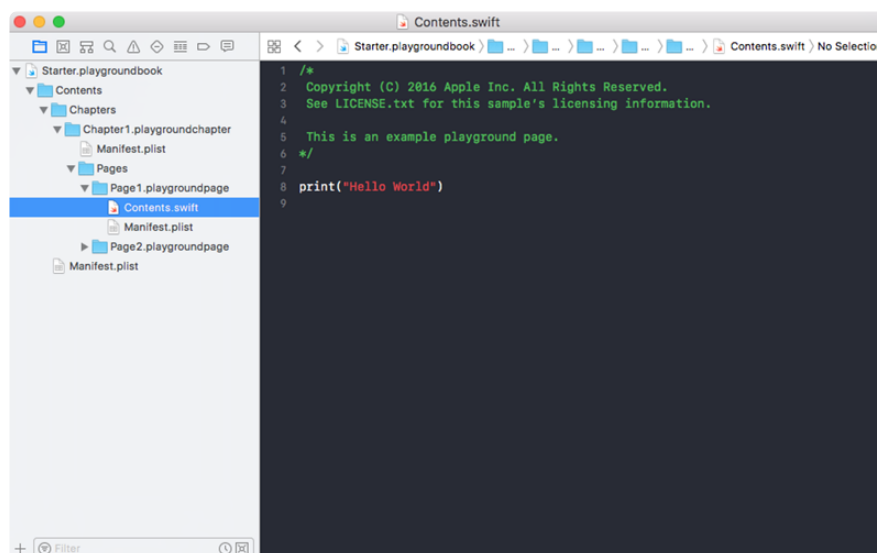 Contents.swift
Starter.playgroundbook 〉 … 〉 … 〉 … 〉 … 〉 … 〉 Contents.swift 〉 No Selectio
Starter.playgroundbook
Contents
Chapters
Chapter1.playgroundchapter
Manifest.plist
Pages
Page1.playgroundpage
Contents.swift
Manifest.plist
Page2.playgroundpage
Manifest.plist
Filter
1 /*
2 Copyright (C) 2016 Apple Inc. All Rights Reserved.
3 See LICENSE.txt for this sample’s licensing information.
4
5 This is an example playground page.
6 */
7
8 print("Hello World")
9